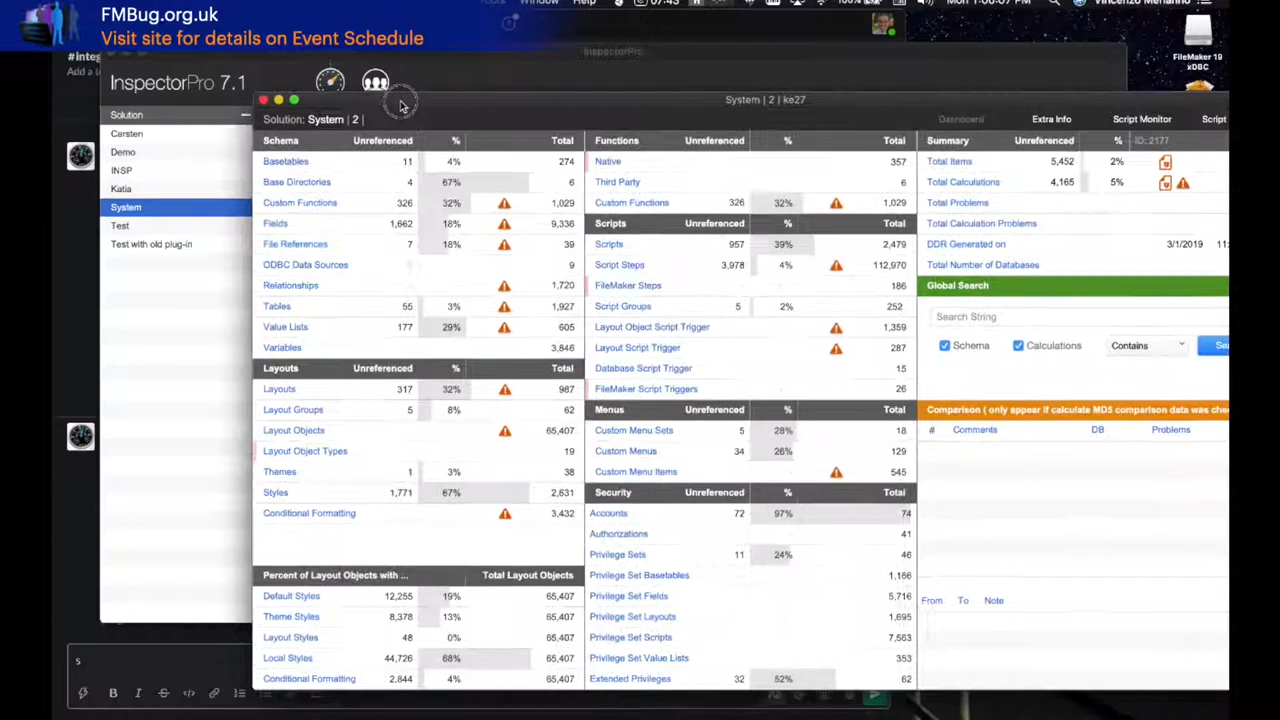 FMBug.org.uk
Visit site for details on Event Schedule
Window Help
InspectorPro
InspectorPro 7.1
FileMaker 19
xDBC
Solution
Carsten
Demo
INSP
Katia
System
Test
Test with old plug-in
System | 2 | ke27
Solution: System | 2 |
Dashboard Extra Info Script Monitor Script
Schema Unreferenced % Total
Basetables 11 4% 274
Base Directories 4 67% 6
Custom Functions 326 32% 1,029
Fields 1,662 18% 9,336
File References 7 18% 39
ODBC Data Sources 9
Relationships 1,720
Tables 55 3% 1,927
Value Lists 177 29% 605
Variables 3,846
Layouts Unreferenced % Total
Layouts 317 32% 987
Layout Groups 5 8% 62
Layout Objects 65,407
Layout Object Types 19
Themes 1 3% 38
Styles 1,771 67% 2,631
Conditional Formatting 3,432
Percent of Layout Objects with ... Total Layout Objects
Default Styles 12,255 19% 65,407
Theme Styles 8,378 13% 65,407
Layout Styles 48 0% 65,407
Local Styles 44,726 68% 65,407
Conditional Formatting 2,844 4% 65,407
Functions Unreferenced % Total
Native 357
Third Party 6
Custom Functions 326 32% 1,029
Scripts Unreferenced % Total
Scripts 957 39% 2,479
Script Steps 3,978 4% 112,970
FileMaker Steps 186
Script Groups 5 2% 252
Layout Object Script Trigger 1,359
Layout Script Trigger 287
Database Script Trigger 15
FileMaker Script Triggers 26
Menus Unreferenced % Total
Custom Menu Sets 5 28% 18
Custom Menus 34 26% 129
Custom Menu Items 545
Security Unreferenced % Total
Accounts 72 97% 74
Authorizations 41
Privilege Sets 11 24% 46
Privilege Set Basetables 1,166
Privilege Set Fields 5,716
Privilege Set Layouts 1,695
Privilege Set Scripts 7,563
Privilege Set Value Lists 353
Extended Privileges 32 52% 62
Summary Unreferenced % ID: 2177
Total Items 5,452 2%
Total Calculations 4,165 5%
Total Problems
Total Calculation Problems
DDR Generated on 3/1/2019 11:
Total Number of Databases
Global Search
Search String
Schema Calculations Contains
Comparison ( only appear if calculate MD5 comparison data was che
# Comments DB Problems
From To Note
s
B I